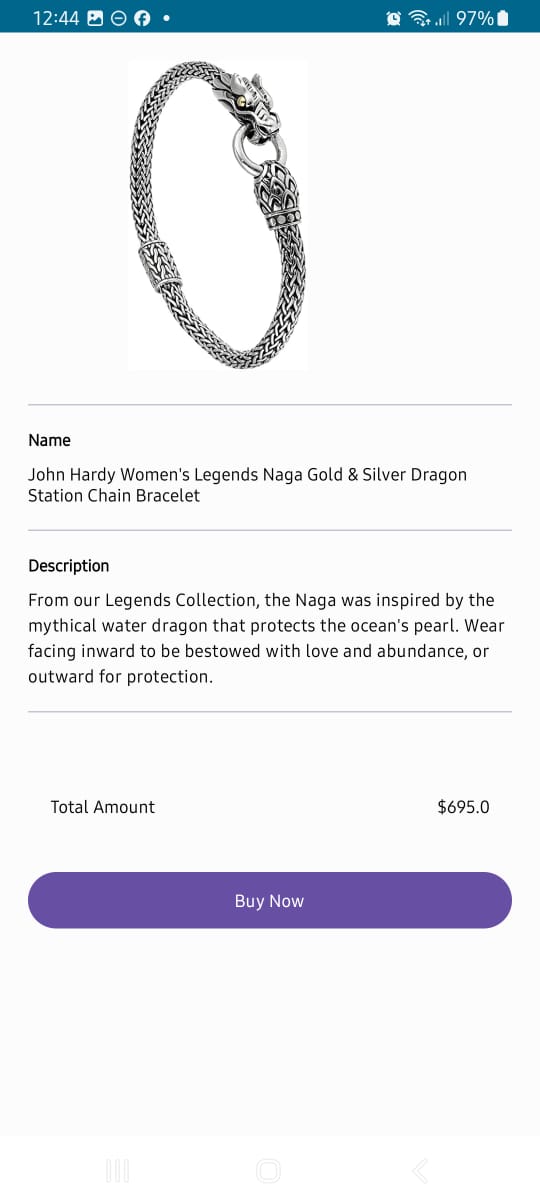 12:44
97%
Name
John Hardy Women's Legends Naga Gold & Silver Dragon
Station Chain Bracelet
Description
From our Legends Collection, the Naga was inspired by the
mythical water dragon that protects the ocean's pearl. Wear
facing inward to be bestowed with love and abundance, or
outward for protection.
Total Amount $695.0
Buy Now